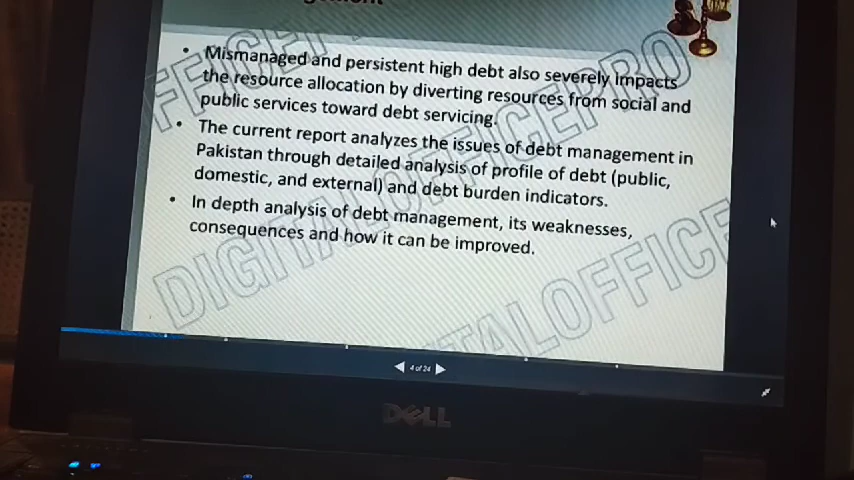 • Mismanaged and persistent high debt also severely impacts
the resource allocation by diverting resources from social and
public services toward debt servicing.
• The current report analyzes the issues of debt management in
Pakistan through detailed analysis of profile of debt (public,
domestic, and external) and debt burden indicators.
• In depth analysis of debt management, its weaknesses,
consequences and how it can be improved.
DIGITALOFFICEPRO
4 of 24
DELL